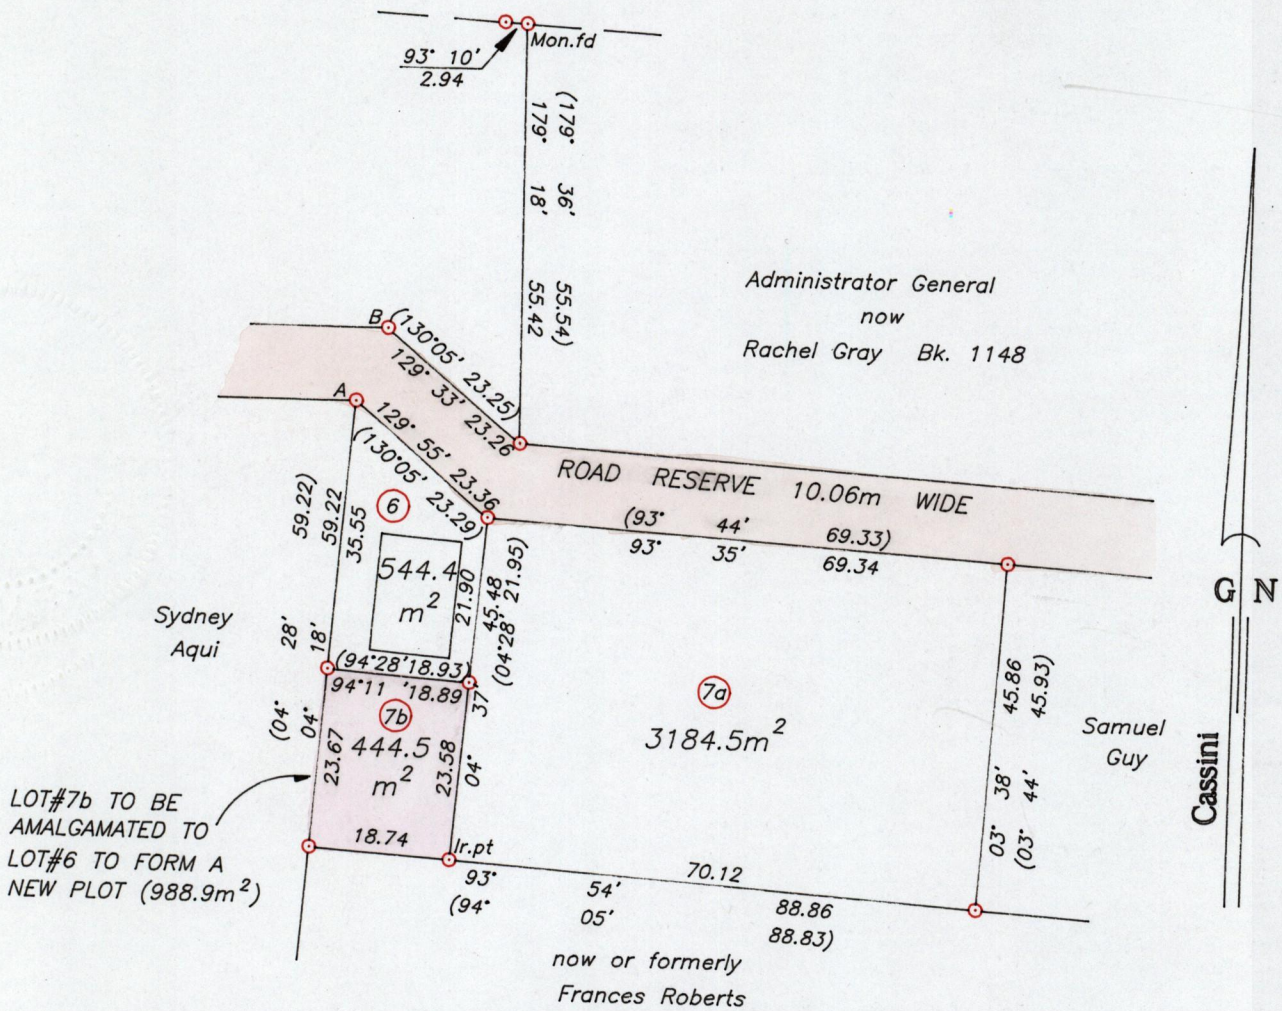 Mon.fd
93° 10'
2.94
(179° 36' 55.54)
179° 18' 55.42
Administrator General
now
Rachel Gray Bk. 1148
B
(130°05' 23.25)
129° 33' 23.26
A
129° 55' 23.36
(130°05' 23.29)
ROAD RESERVE 10.06m WIDE
(93° 44' 69.33)
93° 35' 69.34
6
544.4
m²
(04° 28' 59.22)
04° 18' 59.22
35.55
21.90
04° 37' 45.48
(04°28' 21.95)
Sydney
Aqui
(94°28'18.93)
94°11 '18.89
7b
444.5
m²
23.67
23.58
7a
3184.5m²
45.86
03° 38'
(03° 44' 45.93)
Samuel
Guy
G N
Cassini
LOT#7b TO BE
AMALGAMATED TO
LOT#6 TO FORM A
NEW PLOT (988.9m²)
18.74
Ir.pt
70.12
93° 54' 88.86
(94° 05' 88.83)
now or formerly
Frances Roberts